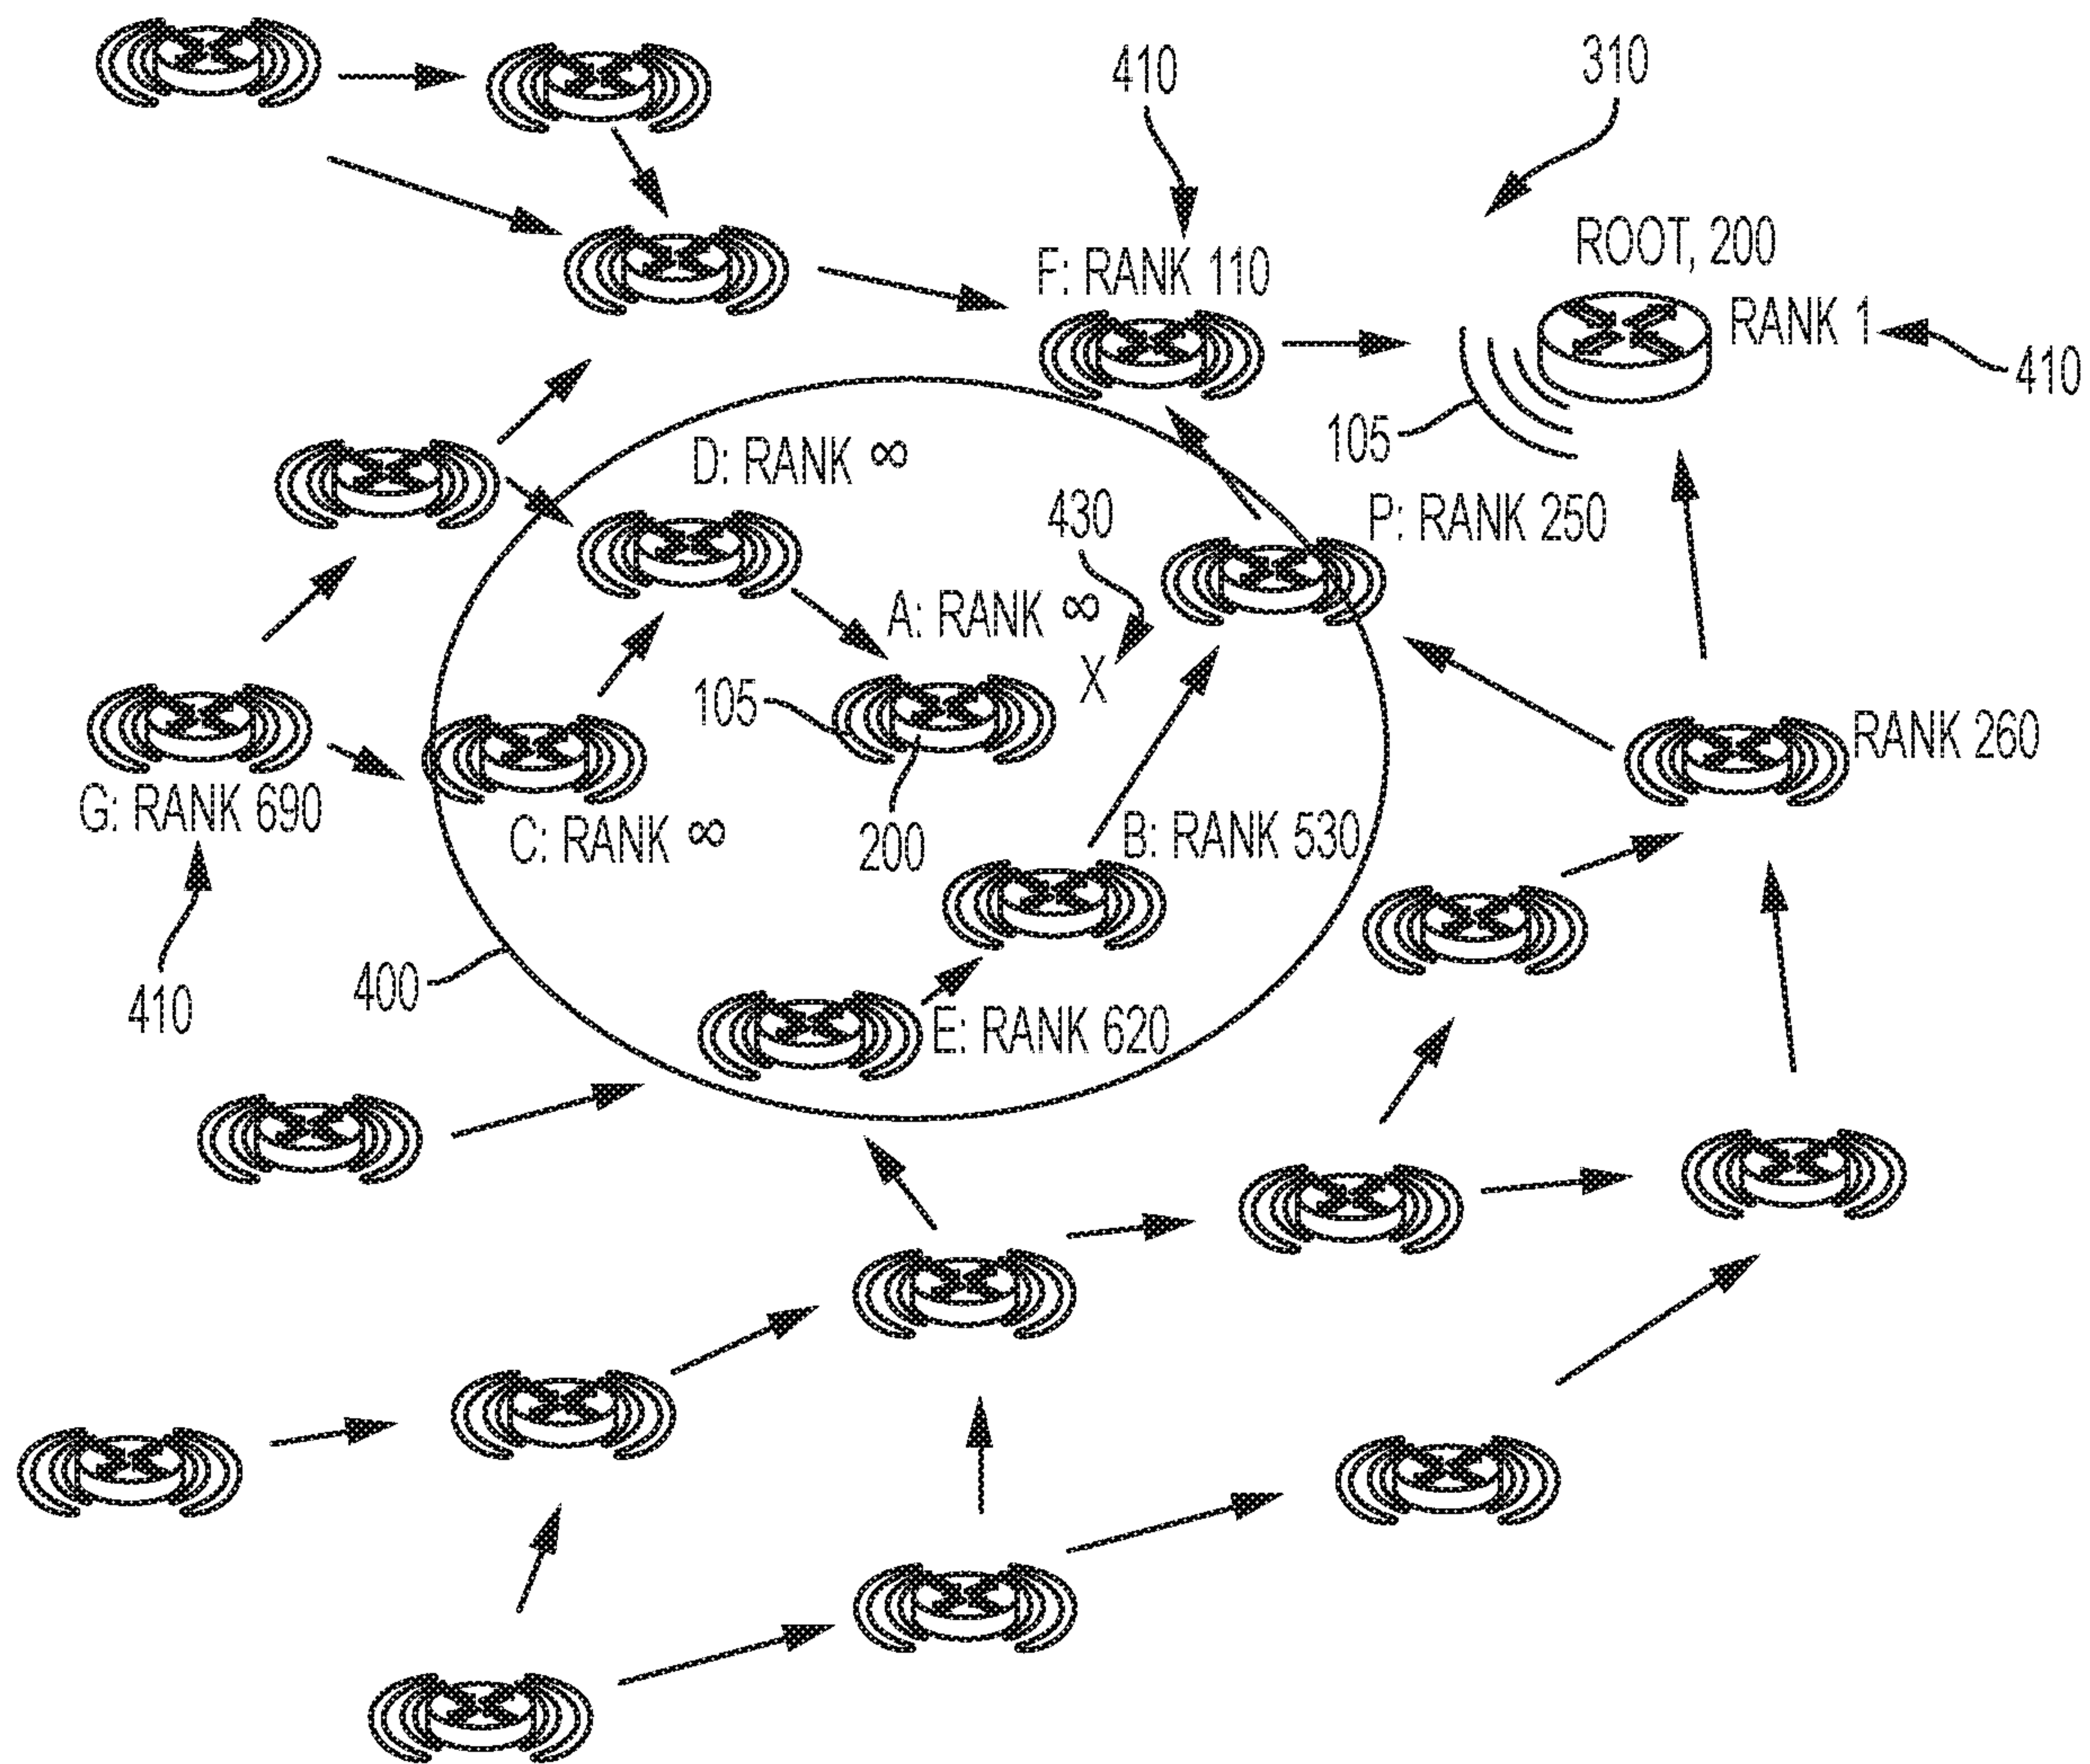 410
310
ROOT, 200
F: RANK 110
RANK 1
410
105
D: RANK ∞
430
P: RANK 250
A: RANK ∞
X
105
RANK 260
G: RANK 690
C: RANK ∞
200
B: RANK 530
400
410
E: RANK 620